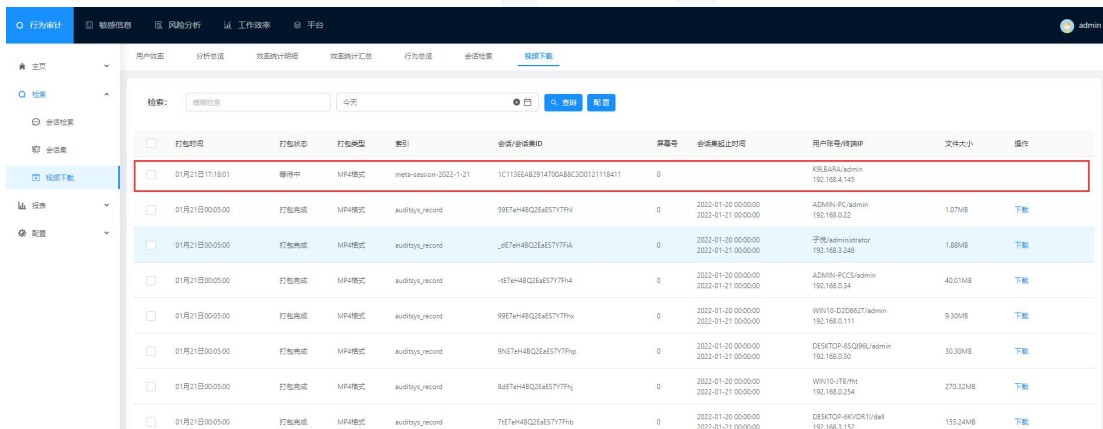 行为审计 敏感信息 风险分析 工作效率 平台 admin
用户效率 分析总览 效率统计明细 效率统计汇总 行为总览 会话检索 视频下载
主页
检索
会话检索
会话集
视频下载
报表
配置
检索: 模糊检索 今天 查询 配置
打包时间 打包状态 打包类型 索引 会话/会话集ID 屏幕号 会话集起止时间 用户账号/终端IP 文件大小 操作
01月21日17:18:01 等待中 MP4格式 meta-session-2022-1-21 1C113EEAB2914700AB8C3D0121118411 0 K9LBARA/admin
192.168.4.145
01月21日00:05:00 打包完成 MP4格式 auditsys_record 59E7eH4BQ2EaES7Y7FhI 0 2022-01-20 00:00:00 ADMIN-PC/admin 1.07MB 下载
2022-01-21 00:00:00 192.168.0.22
01月21日00:05:00 打包完成 MP4格式 auditsys_record _dE7eH4BQ2EaES7Y7FiA 0 2022-01-20 00:00:00 子悦/administrator 1.88MB 下载
2022-01-21 00:00:00 192.168.3.248
01月21日00:05:00 打包完成 MP4格式 auditsys_record -tE7eH4BQ2EaES7Y7Fh4 0 2022-01-20 00:00:00 ADMIN-PCCS/admin 40.01MB 下载
2022-01-21 00:00:00 192.168.0.34
01月21日00:05:00 打包完成 MP4格式 auditsys_record 99E7eH4BQ2EaES7Y7Fhx 0 2022-01-20 00:00:00 WIN10-D2D862T/admin 9.30MB 下载
2022-01-21 00:00:00 192.168.0.111
01月21日00:05:00 打包完成 MP4格式 auditsys_record 9NE7eH4BQ2EaES7Y7Fhp 0 2022-01-20 00:00:00 DESKTOP-8SQI96L/admin 30.30MB 下载
2022-01-21 00:00:00 192.168.0.30
01月21日00:05:00 打包完成 MP4格式 auditsys_record 8dE7eH4BQ2EaES7Y7Fhj 0 2022-01-20 00:00:00 WIN10-JTB/fht 270.32MB 下载
2022-01-21 00:00:00 192.168.0.254
01月21日00:05:00 打包完成 MP4格式 auditsys_record 7tE7eH4BQ2EaES7Y7Fhb 0 2022-01-20 00:00:00 DESKTOP-6KVDR1I/dell 155.24MB 下载
2022-01-21 00:00:00 192.168.3.152